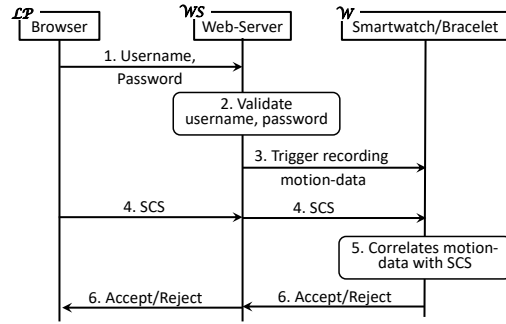 LP
WS
W
Browser
Web-Server
Smartwatch/Bracelet
1. Username,
Password
2. Validate
username, password
3. Trigger recording
motion-data
4. SCS
4. SCS
5. Correlates motion-
data with SCS
6. Accept/Reject
6. Accept/Reject